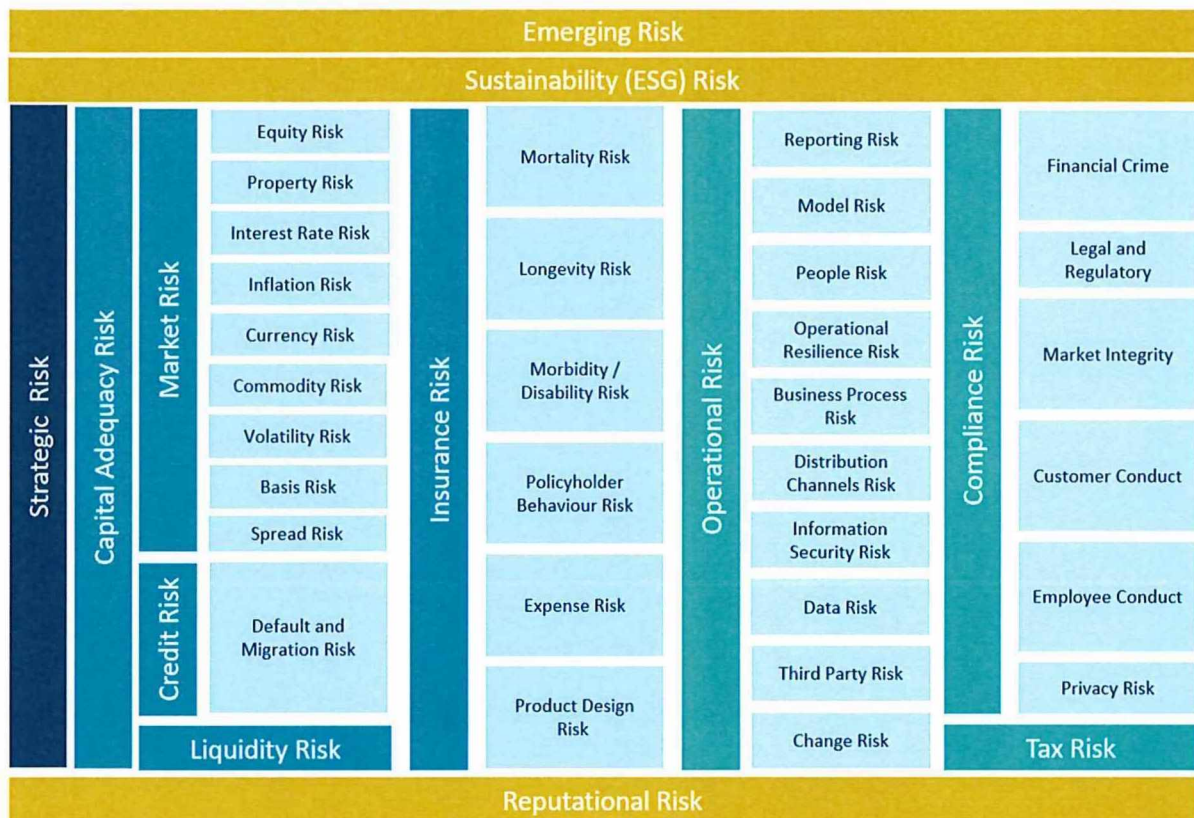 Emerging Risk
Sustainability (ESG) Risk
Strategic Risk
Capital Adequacy Risk
Market Risk
Equity Risk
Property Risk
Interest Rate Risk
Inflation Risk
Currency Risk
Commodity Risk
Volatility Risk
Basis Risk
Spread Risk
Credit Risk
Default and
Migration Risk
Liquidity Risk
Insurance Risk
Mortality Risk
Longevity Risk
Morbidity /
Disability Risk
Policyholder
Behaviour Risk
Expense Risk
Product Design
Risk
Operational Risk
Reporting Risk
Model Risk
People Risk
Operational
Resilience Risk
Business Process
Risk
Distribution
Channels Risk
Information
Security Risk
Data Risk
Third Party Risk
Change Risk
Compliance Risk
Financial Crime
Legal and
Regulatory
Market Integrity
Customer Conduct
Employee Conduct
Privacy Risk
Tax Risk
Reputational Risk